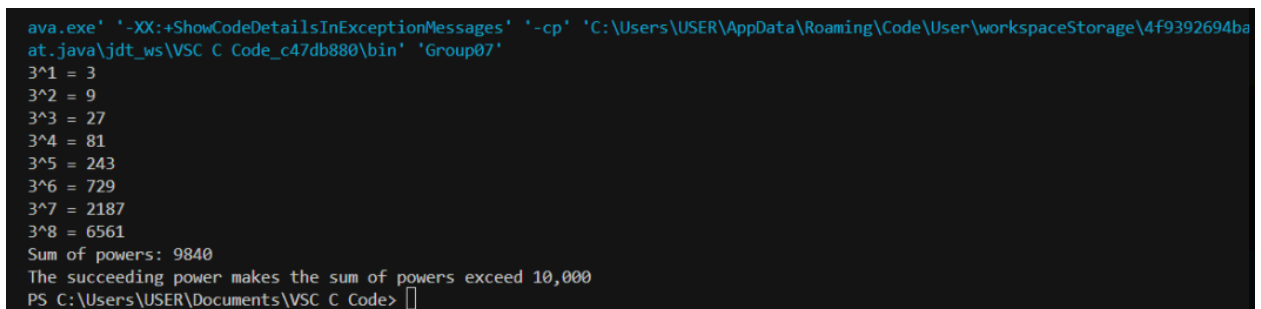 ava.exe' '-XX:+ShowCodeDetailsInExceptionMessages' '-cp' 'C:\Users\USER\AppData\Roaming\Code\User\workspaceStorage\4f9392694ba
at.java\jdt_ws\VSC C Code_c47db880\bin' 'Group07'
3^1 = 3
3^2 = 9
3^3 = 27
3^4 = 81
3^5 = 243
3^6 = 729
3^7 = 2187
3^8 = 6561
Sum of powers: 9840
The succeeding power makes the sum of powers exceed 10,000
PS C:\Users\USER\Documents\VSC C Code>